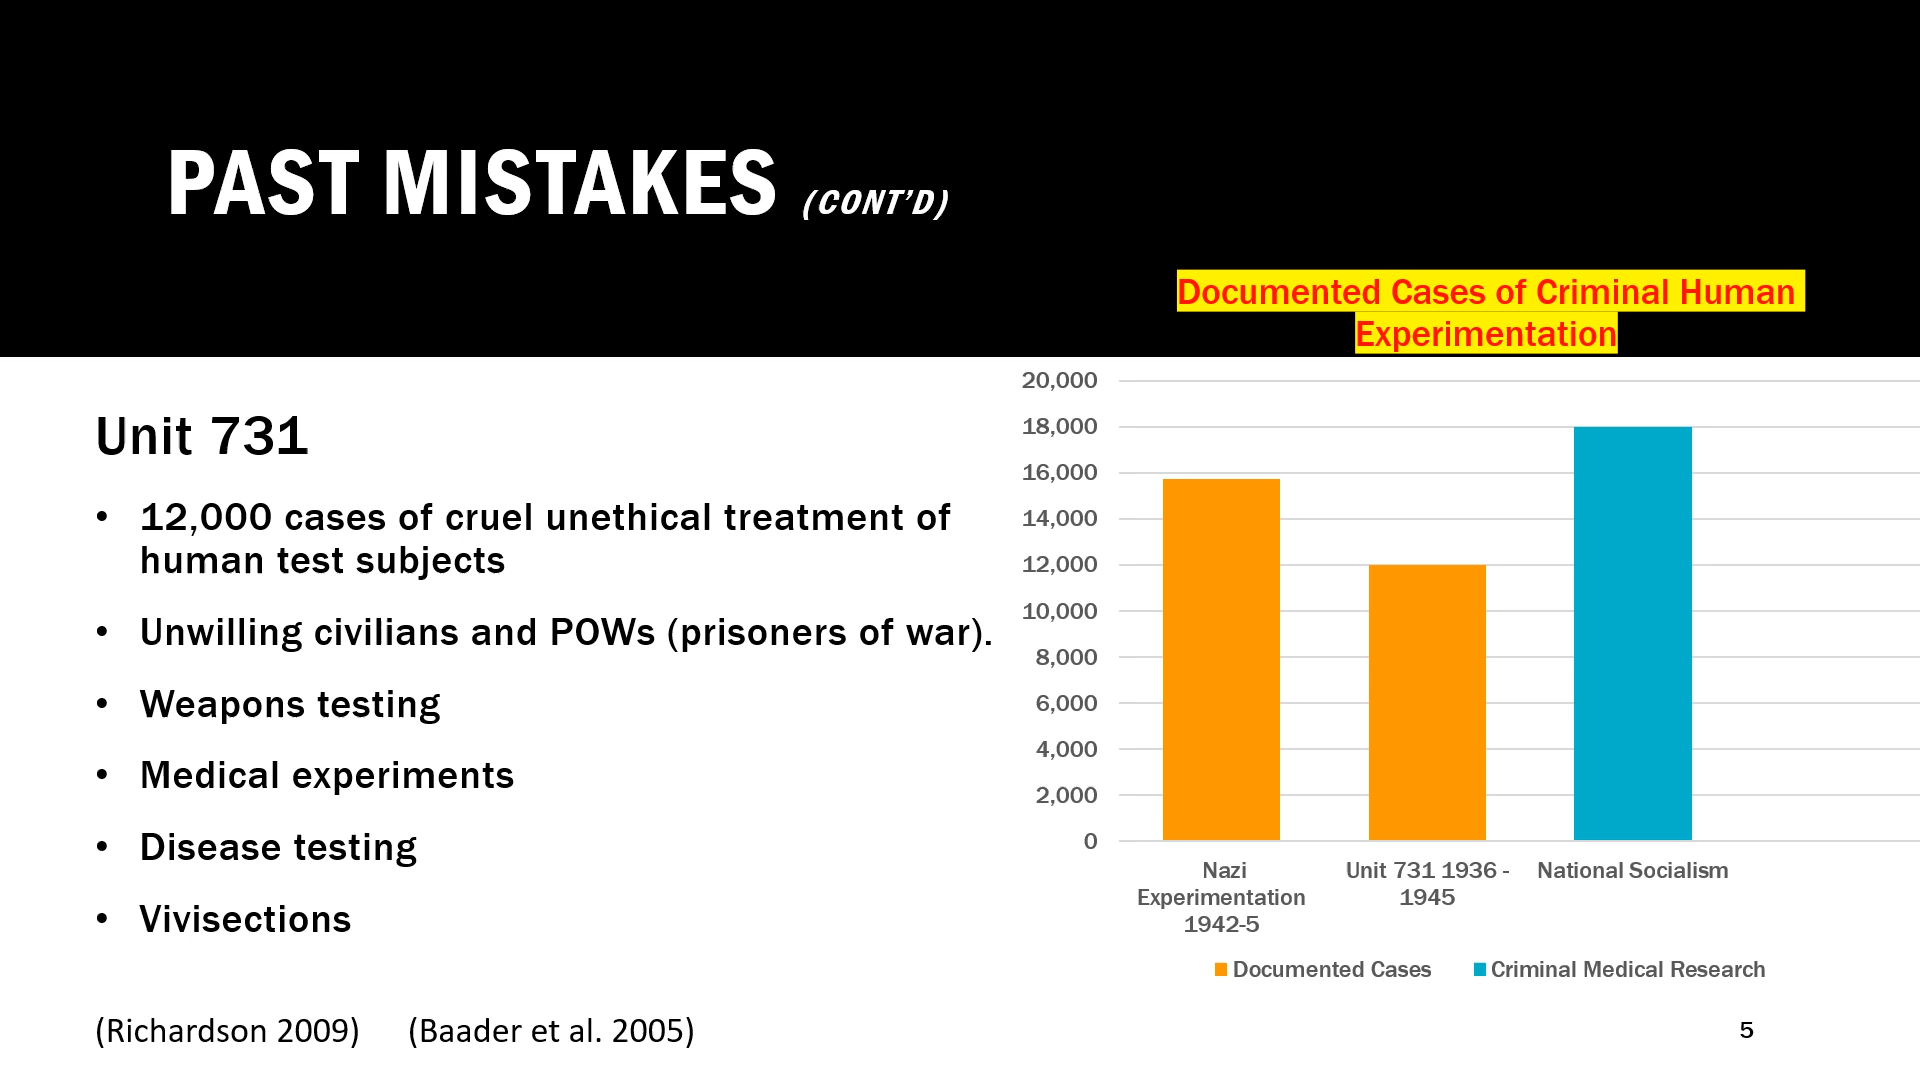 PAST MISTAKES (CONT’D)
Documented Cases of Criminal Human
Experimentation
Unit 731
• 12,000 cases of cruel unethical treatment of
human test subjects
• Unwilling civilians and POWs (prisoners of war).
• Weapons testing
• Medical experiments
• Disease testing
• Vivisections
(Richardson 2009) (Baader et al. 2005)
20,000
18,000
16,000
14,000
12,000
10,000
8,000
6,000
4,000
2,000
0
Nazi
Experimentation
1942-5
Unit 731 1936 -
1945
National Socialism
Documented Cases
Criminal Medical Research
5